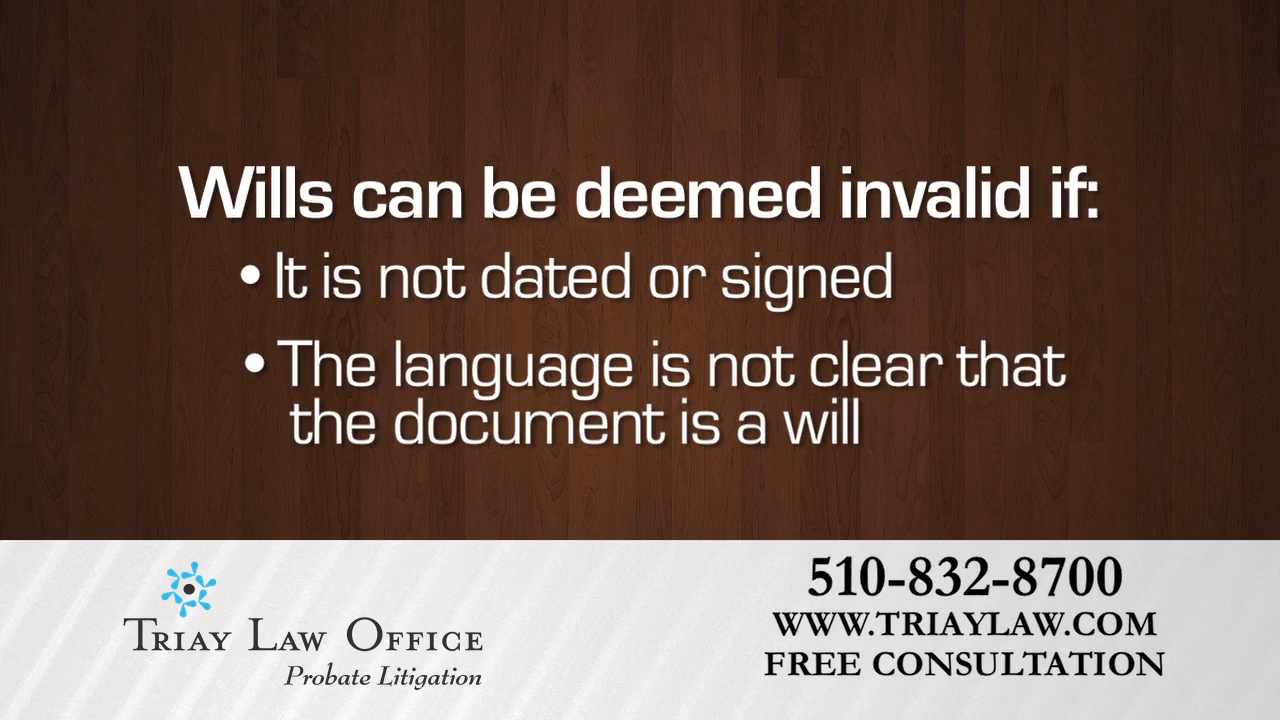 Wills can be deemed invalid if:
• It is not dated or signed
• The language is not clear that
the document is a will
TRIAY LAW OFFICE
Probate Litigation
510-832-8700
WWW.TRIAYLAW.COM
FREE CONSULTATION